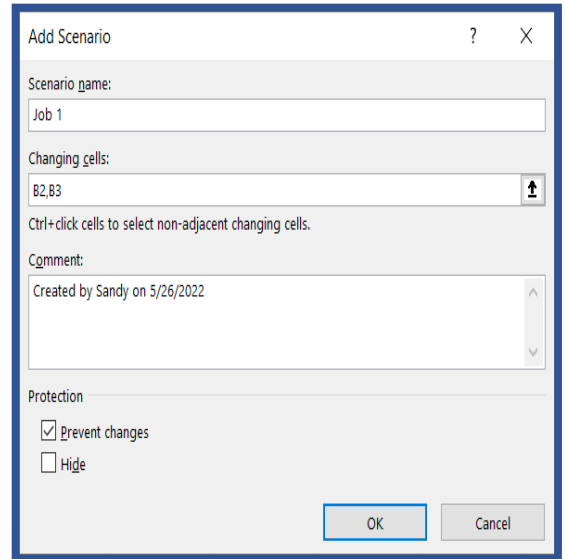 Add Scenario ?
Scenario name:
Job 1
Changing cells:
B2,B3
Ctrl+click cells to select non-adjacent changing cells.
Comment:
Created by Sandy on 5/26/2022
Protection
Prevent changes
Hide
OK Cancel